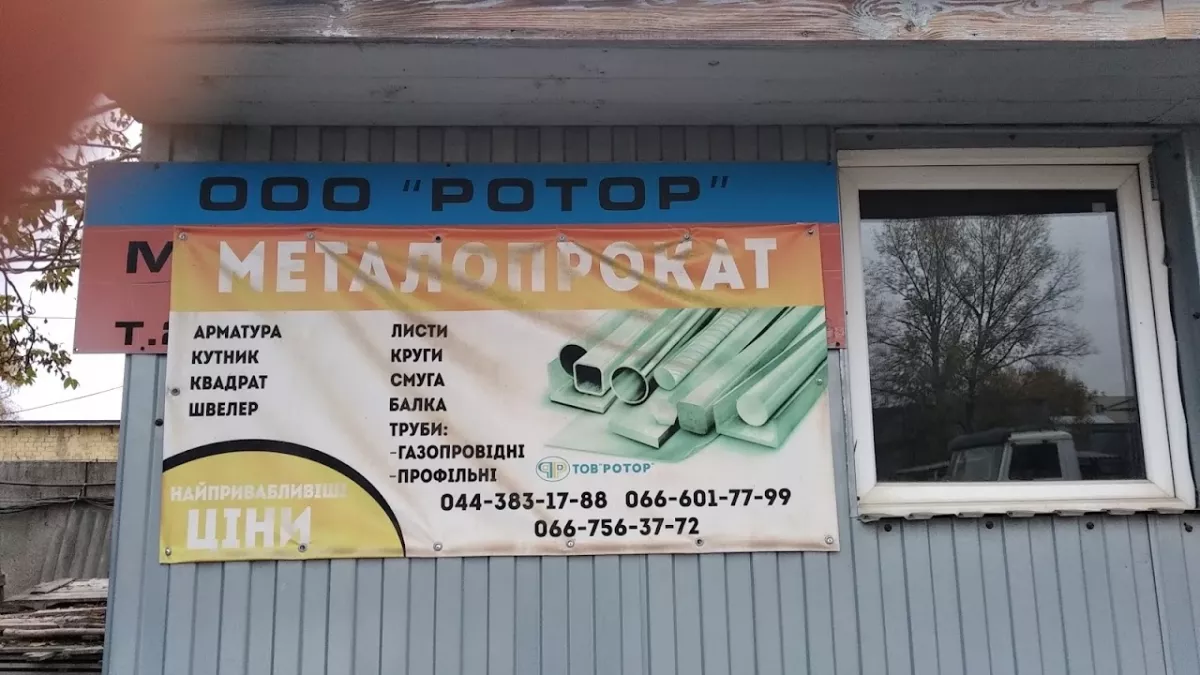 ООО "РОТОР"
МЕТАЛОПРОКАТ
АРМАТУРА
КУТНИК
КВАДРАТ
ШВЕЛЕР
ЛИСТИ
КРУГИ
СМУГА
БАЛКА
ТРУБИ:
-ГАЗОПРОВІДНІ
-ПРОФІЛЬНІ
ТОВ"РОТОР"
НАЙПРИВАБЛИВІШІ
ЦІНИ
044-383-17-88 066-601-77-99
066-756-37-72